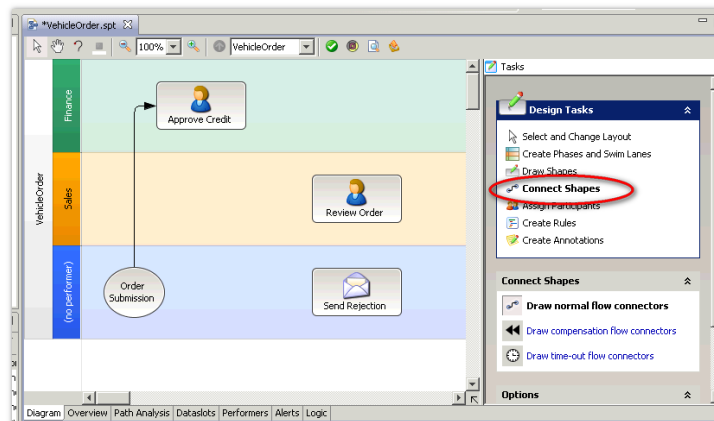 *VehicleOrder.spt
100%
VehicleOrder
Tasks
Finance
Approve Credit
Design Tasks
Select and Change Layout
Create Phases and Swim Lanes
Draw Shapes
Connect Shapes
Assign Participants
Create Rules
Create Annotations
VehicleOrder
Sales
Review Order
(no performer)
Order
Submission
Send Rejection
Connect Shapes
Draw normal flow connectors
Draw compensation flow connectors
Draw time-out flow connectors
Options
Diagram Overview Path Analysis Dataslots Performers Alerts Logic